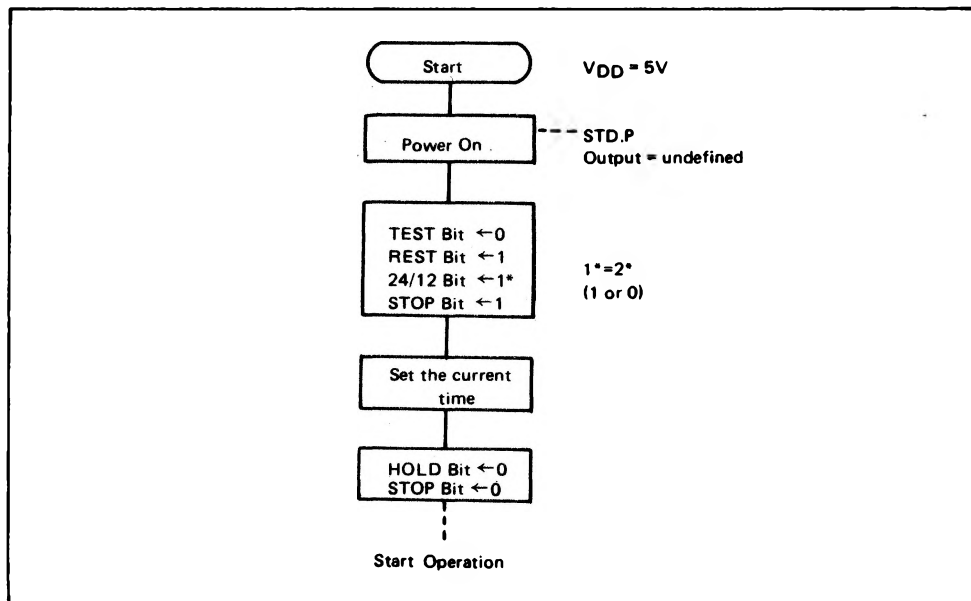 Start
VDD = 5V
Power On
STD.P
Output = undefined
TEST Bit ←0
REST Bit ←1
24/12 Bit ←1*
STOP Bit ←1
1*=2*
(1 or 0)
Set the current
time
HOLD Bit ←0
STOP Bit ←0
Start Operation